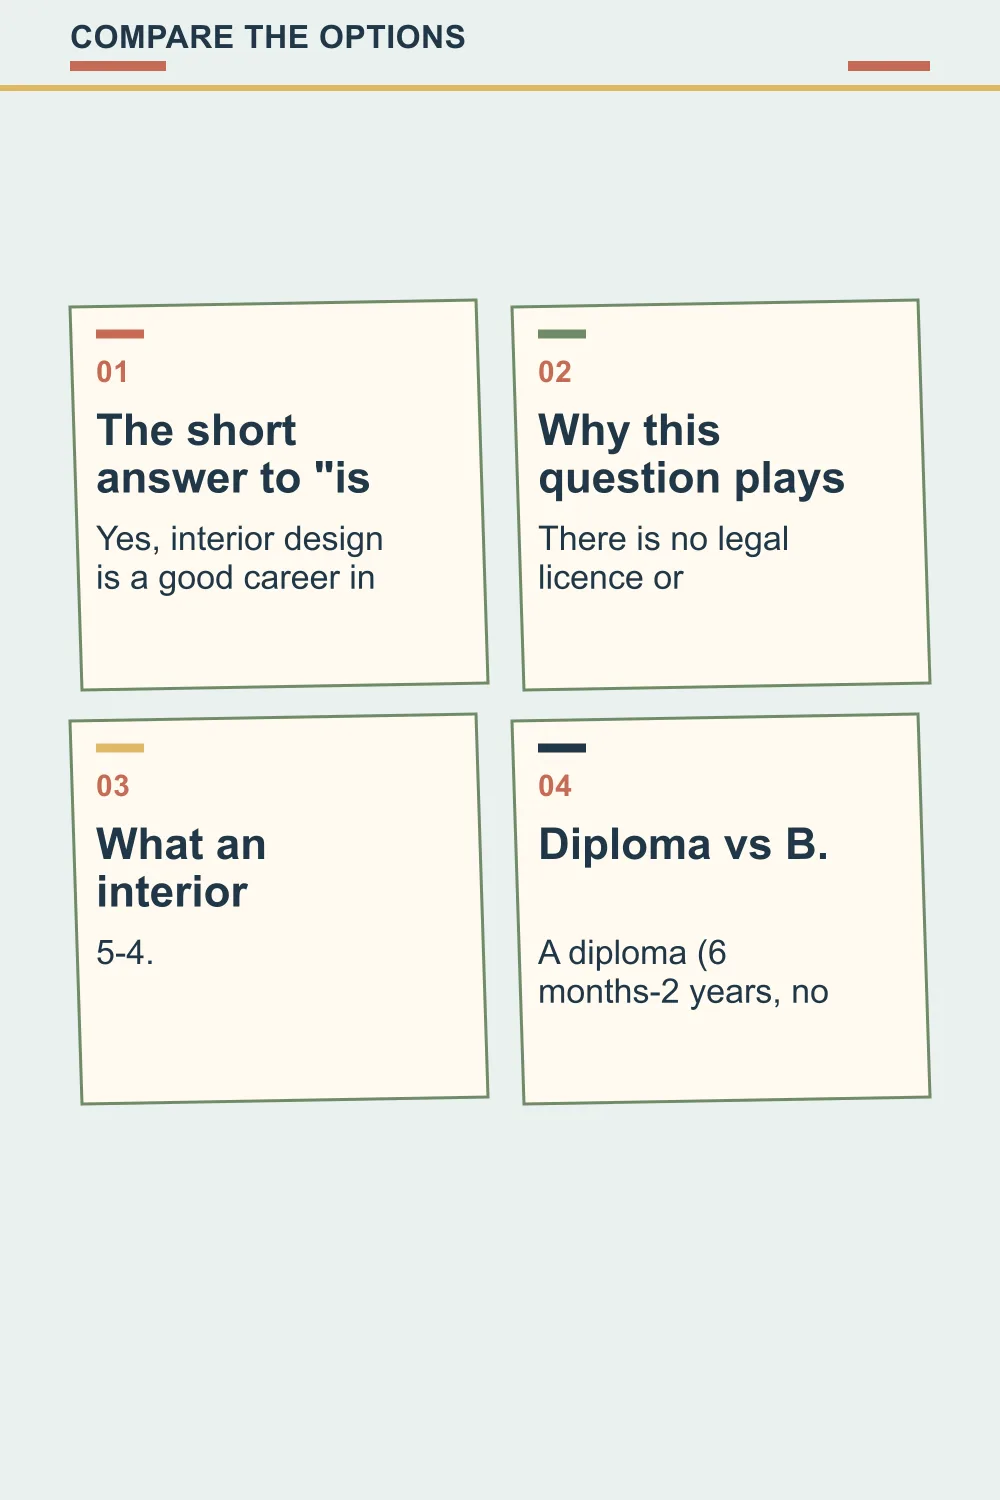 COMPARE THE OPTIONS
01
The short
answer to "is
Yes, interior design
is a good career in
02
Why this
question plays
There is no legal
licence or
03
What an
interior
5-4.
04
Diploma vs B.
A diploma (6
months-2 years, no